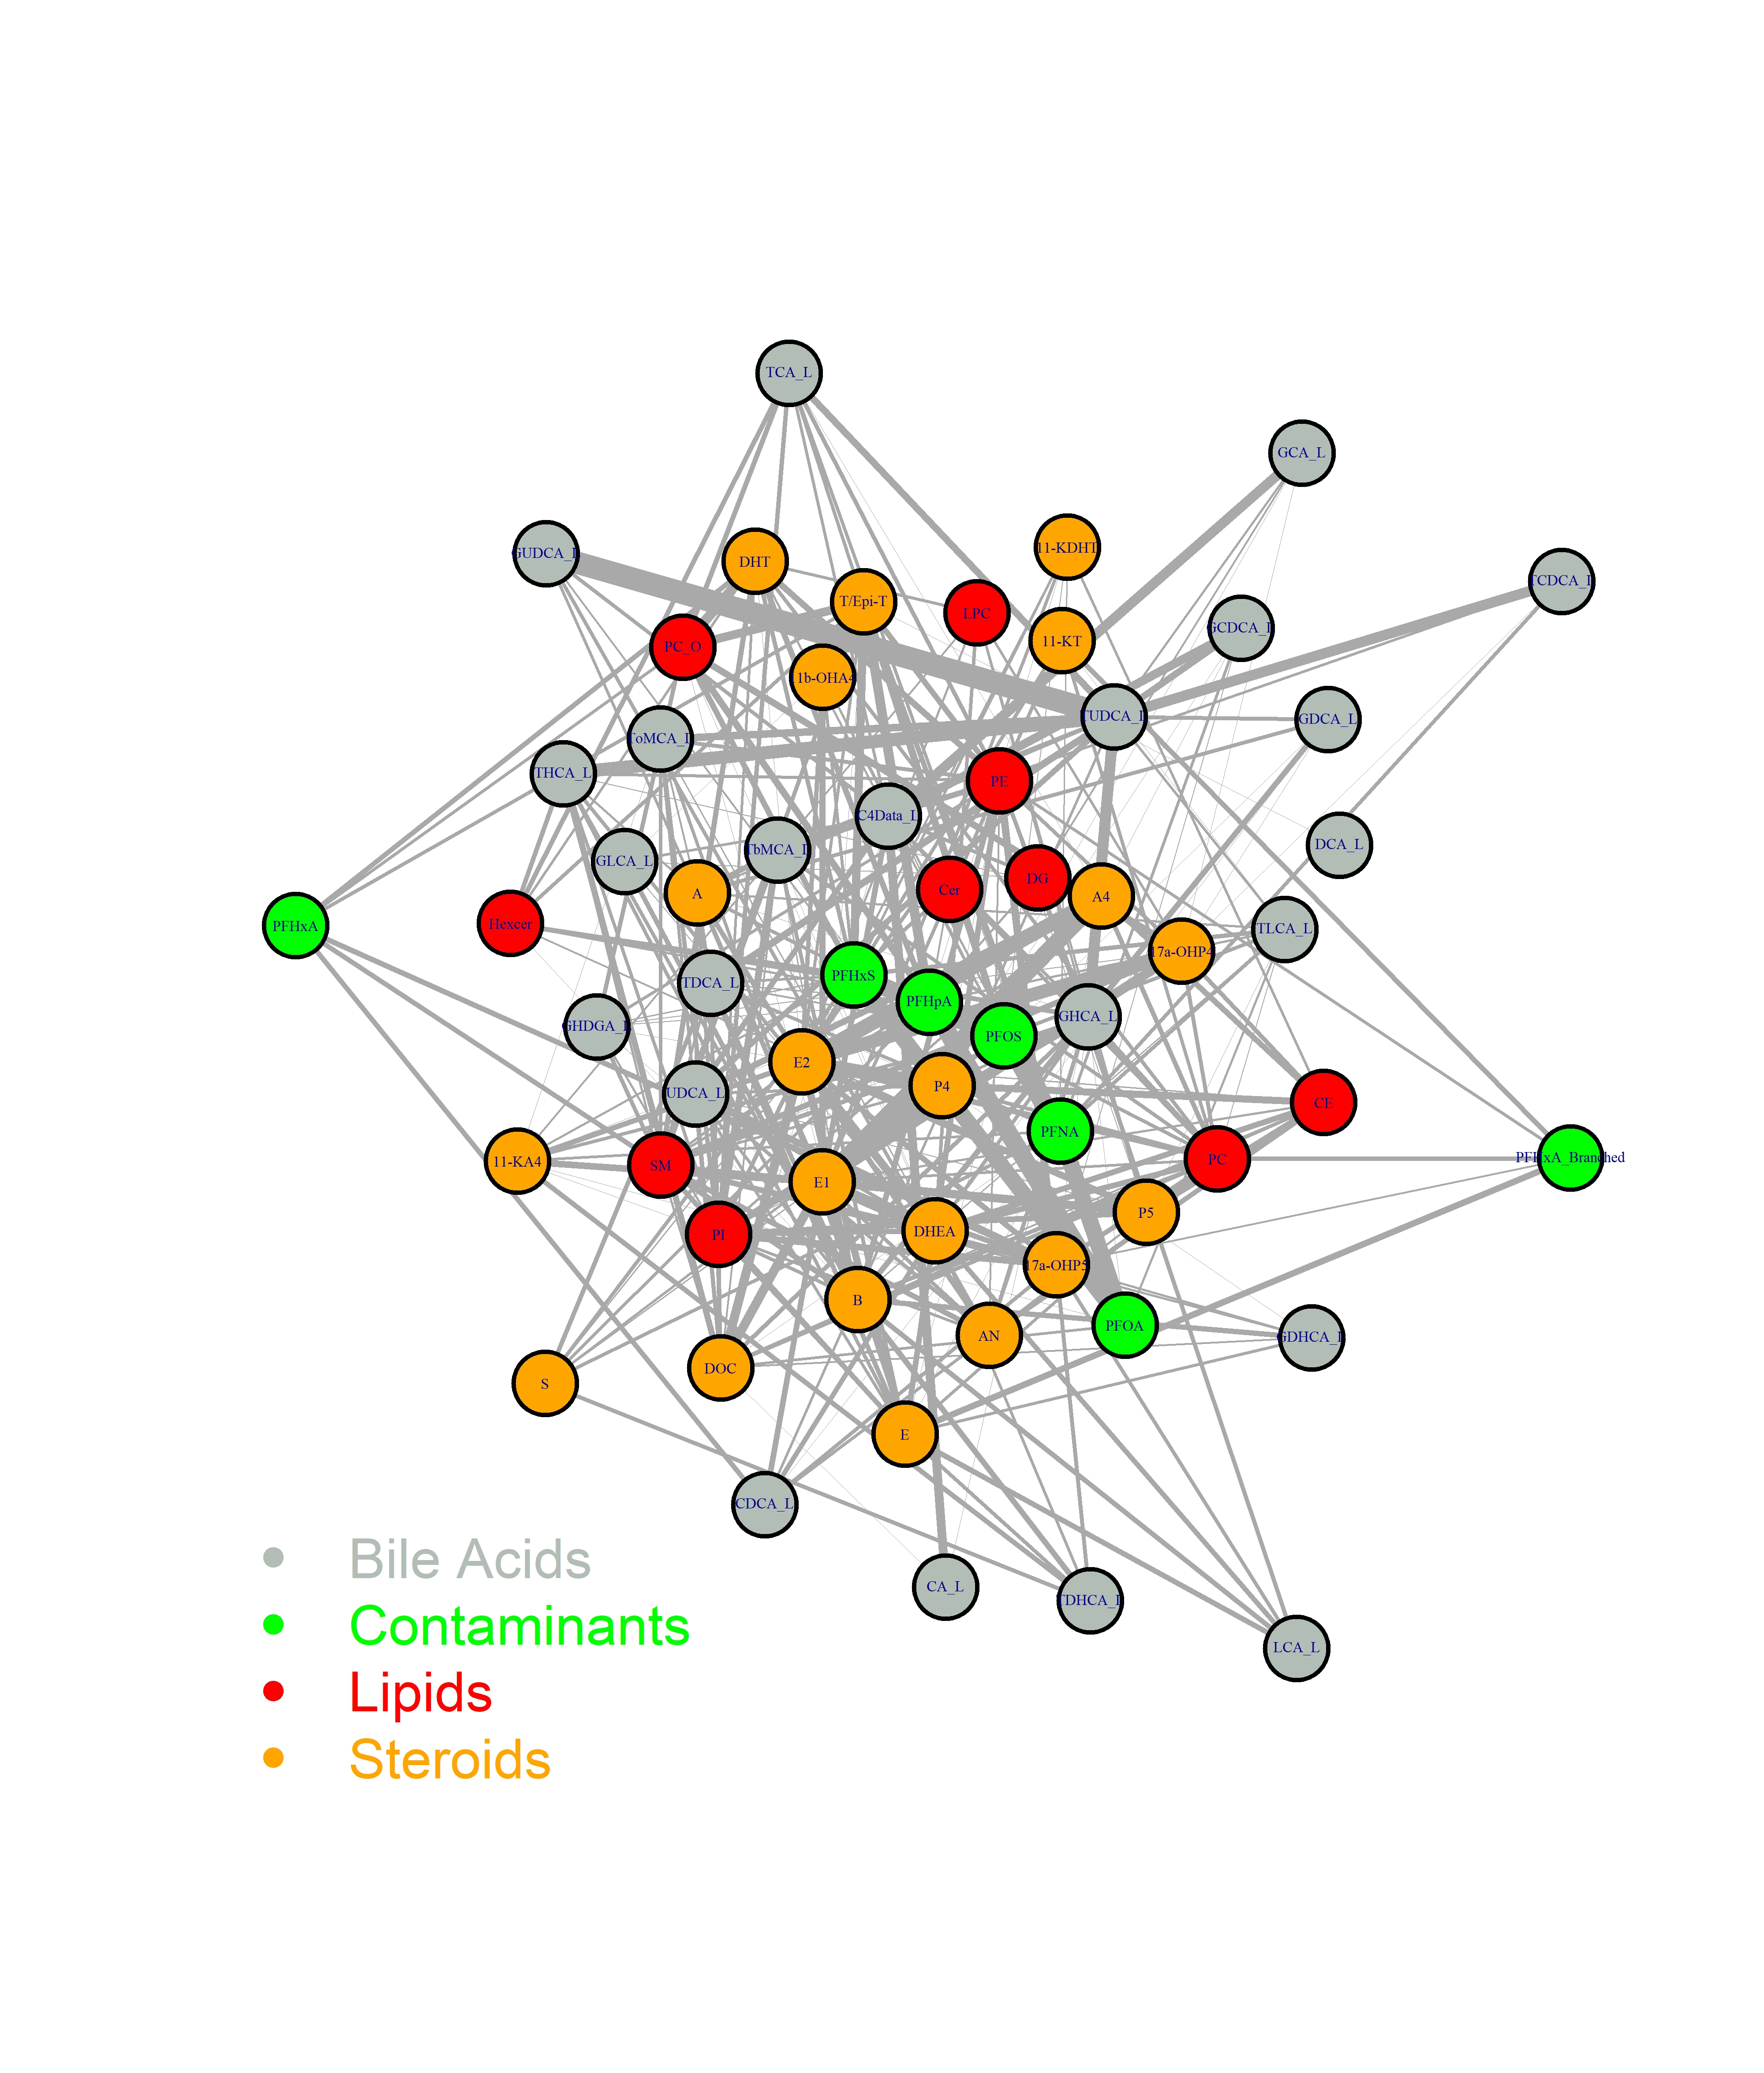 TCA_L
GCA_L
11-KDHT
GUDCA_L
DHT
TCDCA_L
T/Epi-T
LPC
GCDCA_L
11-KT
PC_O
11b-OHA4
TUDCA_L
GDCA_L
ToMCA_L
THCA_L
PE
C4Data_L
DCA_L
TbMCA_L
GLCA_L
DG
Cer
A
A4
PFHxA
Hexcer
TLCA_L
17a-OHP4
PFHxS
TDCA_L
PFHpA
GHCA_L
GHDGA_L
PFOS
E2
P4
UDCA_L
CE
PFNA
PFHxA_Branched
PC
11-KA4
SM
E1
P5
DHEA
PI
17a-OHP5
B
PFOA
AN
GDHCA_L
DOC
S
E
CDCA_L
CA_L
TDHCA_L
LCA_L
Bile Acids
Contaminants
Lipids
Steroids